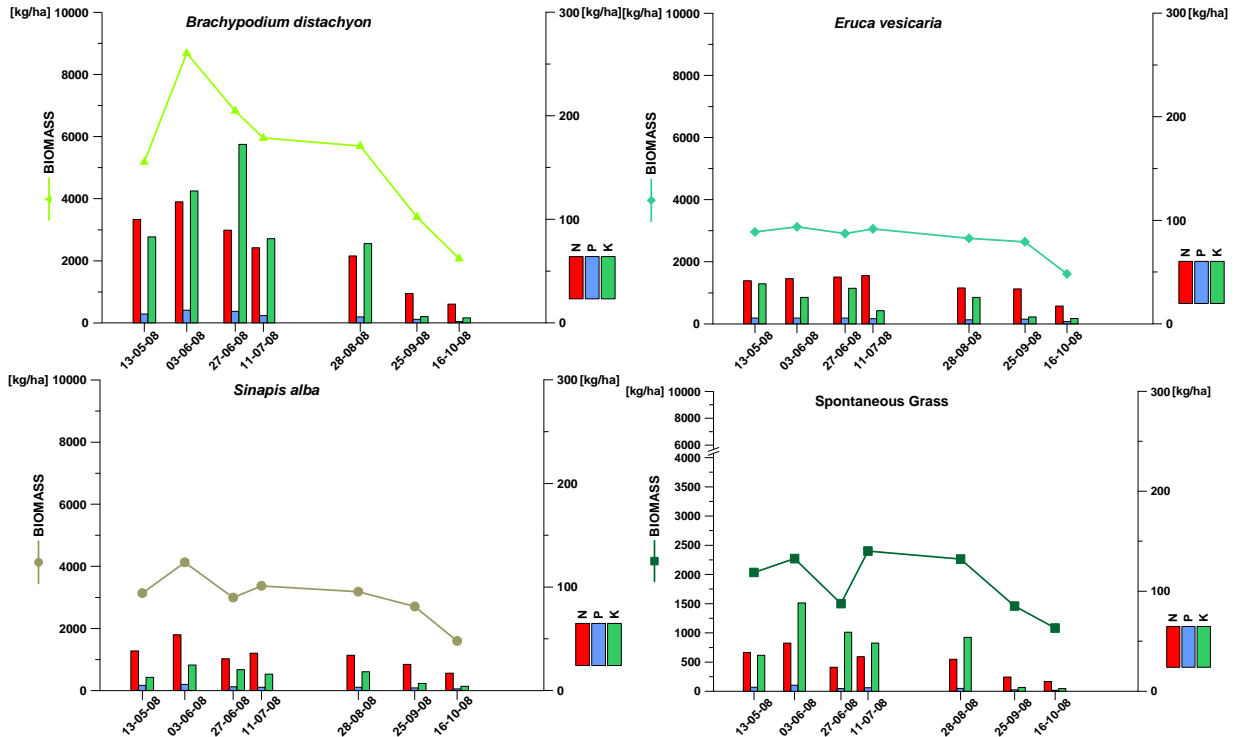 [kg/ha]
Brachypodium distachyon
[kg/ha]
10000
8000
6000
4000
2000
0
BIOMASS
300
200
100
0
N P K
13-05-08 03-06-08 27-06-08 11-07-08 28-08-08 25-09-08 16-10-08
[kg/ha]
Eruca vesicaria
[kg/ha]
10000
8000
6000
4000
2000
0
BIOMASS
300
200
100
0
N P K
13-05-08 03-06-08 27-06-08 11-07-08 28-08-08 25-09-08 16-10-08
[kg/ha]
Sinapis alba
[kg/ha]
10000
8000
6000
4000
2000
0
BIOMASS
300
200
100
0
N P K
13-05-08 03-06-08 27-06-08 11-07-08 28-08-08 25-09-08 16-10-08
[kg/ha]
Spontaneous Grass
[kg/ha]
10000
9000
8000
7000
6000
4000
3500
3000
2500
2000
1500
1000
500
0
BIOMASS
300
200
100
0
N P K
13-05-08 03-06-08 27-06-08 11-07-08 28-08-08 25-09-08 16-10-08